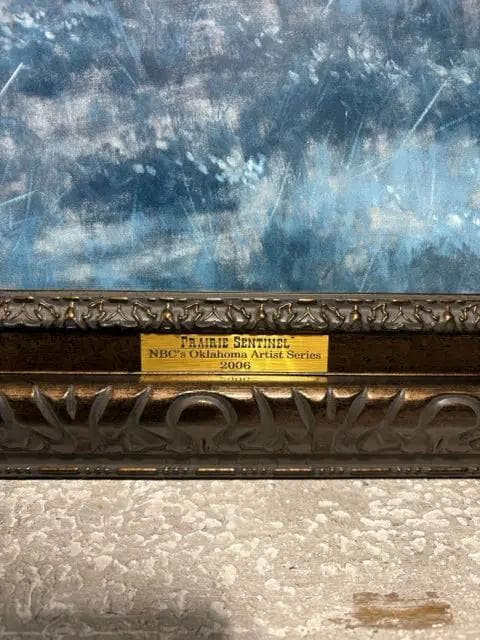 PRAIRIE SENTINEL
NBC's Oklahoma Artist Series
2006